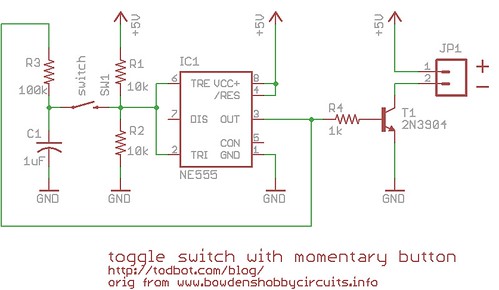 +5V
+5V
+5V
JP1
R3
100k
switch
SW1
R1
10k
IC1
6 TRE VCC+ 8
/RES 4
7 DIS OUT 3
CON 5
2 TRI GND 1
NE555
1
2
+
-
R4
1k
T1
2N3904
C1
1uF
R2
10k
GND
GND
GND
GND
toggle switch with momentary button
http://todbot.com/blog/
orig from www.bowdenshobbycircuits.info